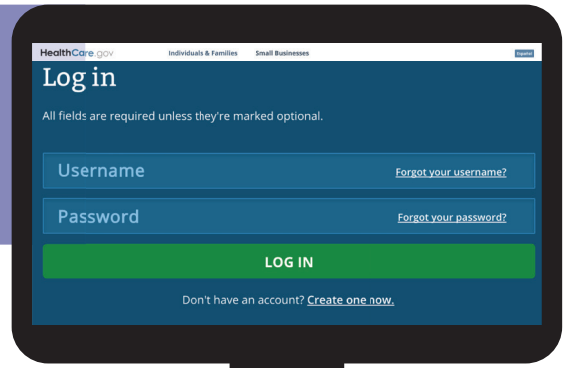 HealthCare.gov Individuals & Families Small Businesses Español
Log in
All fields are required unless they're marked optional.
Username Forgot your username?
Password Forgot your password?
LOG IN
Don't have an account? Create one now.